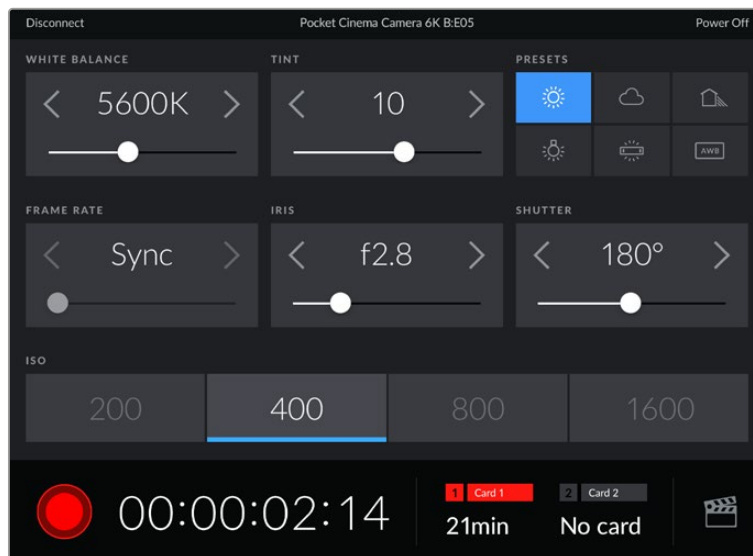 Disconnect Pocket Cinema Camera 6K B:E05 Power Off
WHITE BALANCE TINT PRESETS
5600K 10
AWB
FRAME RATE IRIS SHUTTER
Sync f2.8 180°
ISO
200 400 800 1600
00:00:02:14
1 Card 1 2 Card 2
21min No card